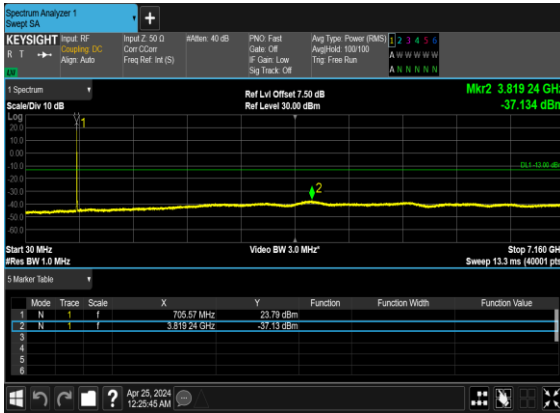 Spectrum Analyzer 1
Swept SA
+
KEYSIGHT
R T
LW
Input: RF
Coupling: DC
Align: Auto
Input Z: 50 Ω
Corr CCorr
Freq Ref: Int (S)
#Atten: 40 dB
PNO: Fast
Gate: Off
IF Gain: Low
Sig Track: Off
Avg Type: Power (RMS)
Avg|Hold: 100/100
Trig: Free Run
1 2 3 4 5 6
A W W W W W
A N N N N N
1 Spectrum
Scale/Div 10 dB
Ref Lvl Offset 7.50 dB
Ref Level 30.00 dBm
Mkr2 3.819 24 GHz
-37.134 dBm
Log
20.0
10.0
0.00
-10.0
-20.0
-30.0
-40.0
-50.0
-60.0
1
2
DL1 -13.00 dBm
Start 30 MHz
#Res BW 1.0 MHz
Video BW 3.0 MHz*
Stop 7.160 GH
Sweep 13.3 ms (40001 pts
5 Marker Table
Mode Trace Scale X Y Function Function Width Function Value
1 N 1 f 705.57 MHz 23.79 dBm
2 N 1 f 3.819 24 GHz -37.13 dBm
3
4
5
6
?
Apr 25, 2024
12:25:45 AM